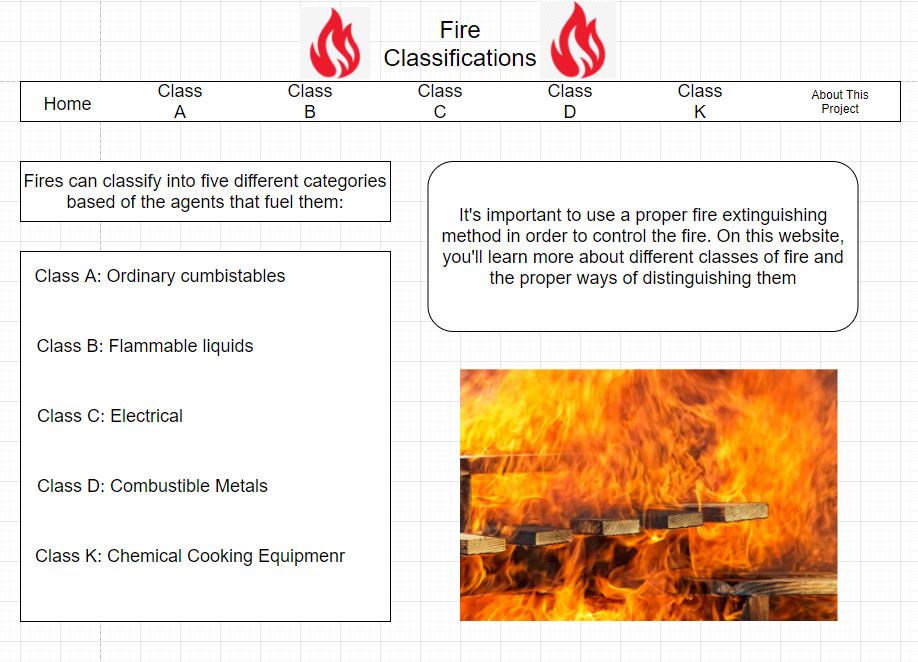 Fire
Classifications
Home
Class
A
Class
B
Class
C
Class
D
Class
K
About This
Project
Fires can classify into five different categories
based of the agents that fuel them:
Class A: Ordinary cumbistables
Class B: Flammable liquids
Class C: Electrical
Class D: Combustible Metals
Class K: Chemical Cooking Equipmenr
It's important to use a proper fire extinguishing
method in order to control the fire. On this website,
you'll learn more about different classes of fire and
the proper ways of distinguishing them